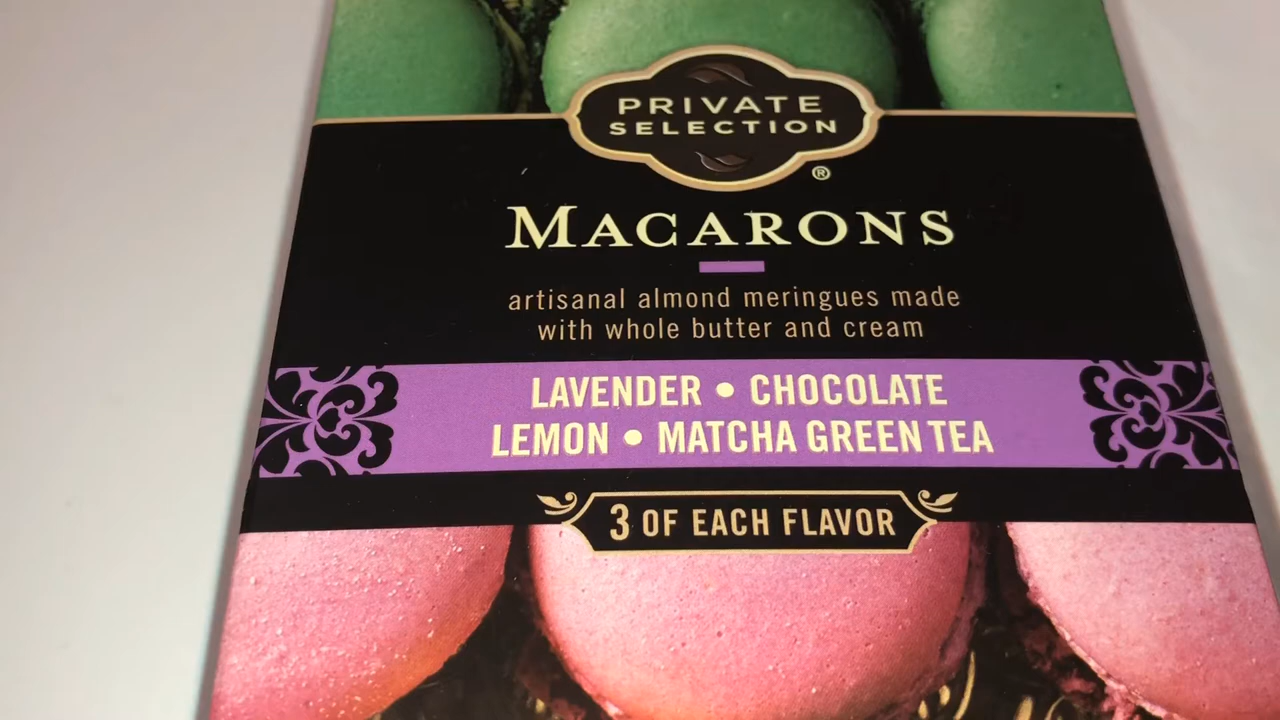 PRIVATE
SELECTION
®
MACARONS
artisanal almond meringues made
with whole butter and cream
LAVENDER • CHOCOLATE
LEMON • MATCHA GREEN TEA
3 OF EACH FLAVOR